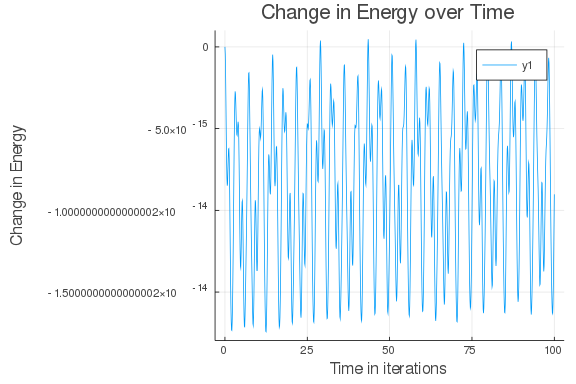 Change in Energy over Time
Change in Energy
0
- 5.0×10 - 15
- 1.0000000000000002×10 - 14
- 1.5000000000000002×10 - 14
y1
0 25 50 75 100
Time in iterations